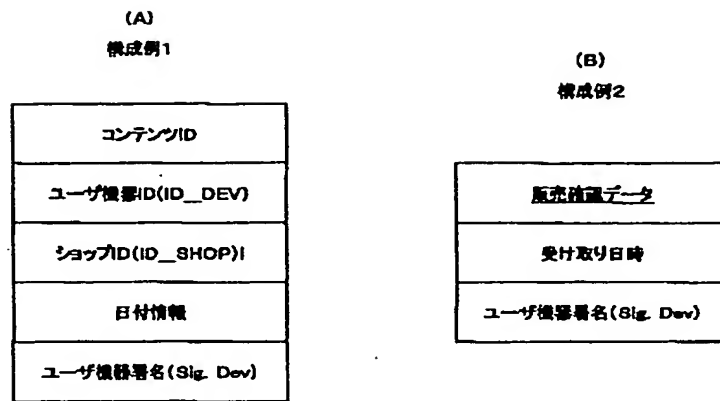 (A)
構成例1
コンテンツID
ユーザ機器ID(ID__DEV)
ショップID(ID__SHOP)I
日付情報
ユーザ機器署名(Sig. Dev)
(B)
構成例2
販売確認データ
受け取り日時
ユーザ機器署名(Sig. Dev)